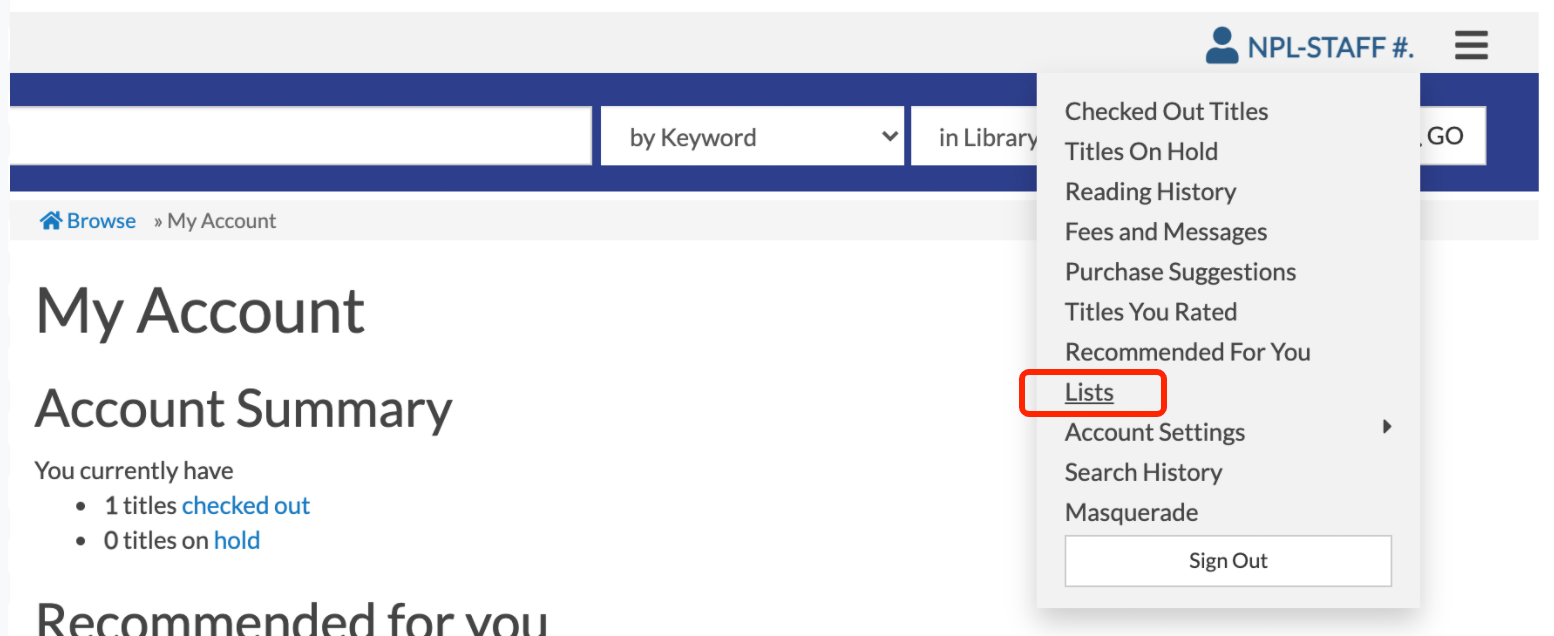 NPL-STAFF #.
by Keyword
in Library
GO
Browse » My Account
My Account
Account Summary
You currently have
• 1 titles checked out
• 0 titles on hold
Recommended for you
Checked Out Titles
Titles On Hold
Reading History
Fees and Messages
Purchase Suggestions
Titles You Rated
Recommended For You
Lists
Account Settings
Search History
Masquerade
Sign Out